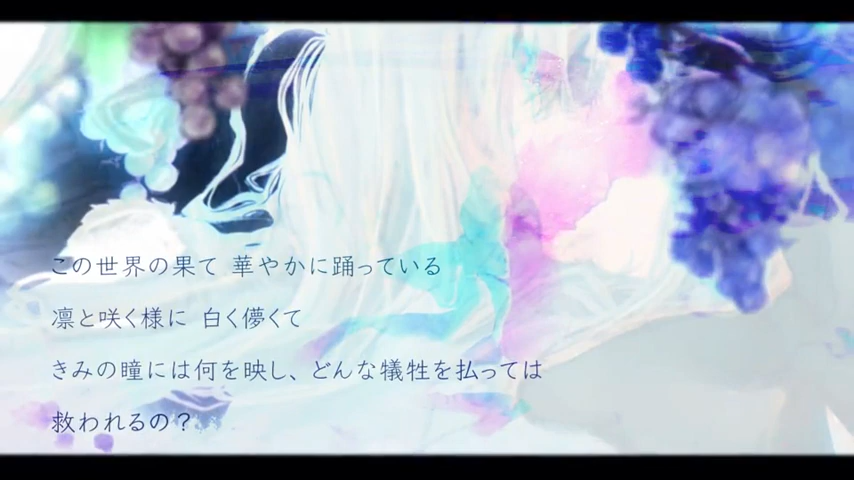 この世界の果て 華やかに踊っている
凛と咲く様に 白く儚くて
きみの瞳には何を映し、どんな犠牲を払っては
救われるの？